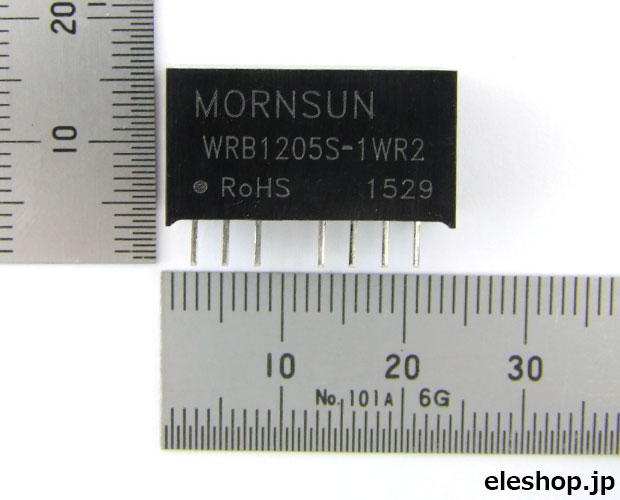 20
10
MORNSUN
WRB1205S-1WR2
RoHS 1529
10 20 30
No. 101A 6G
eleshop.jp